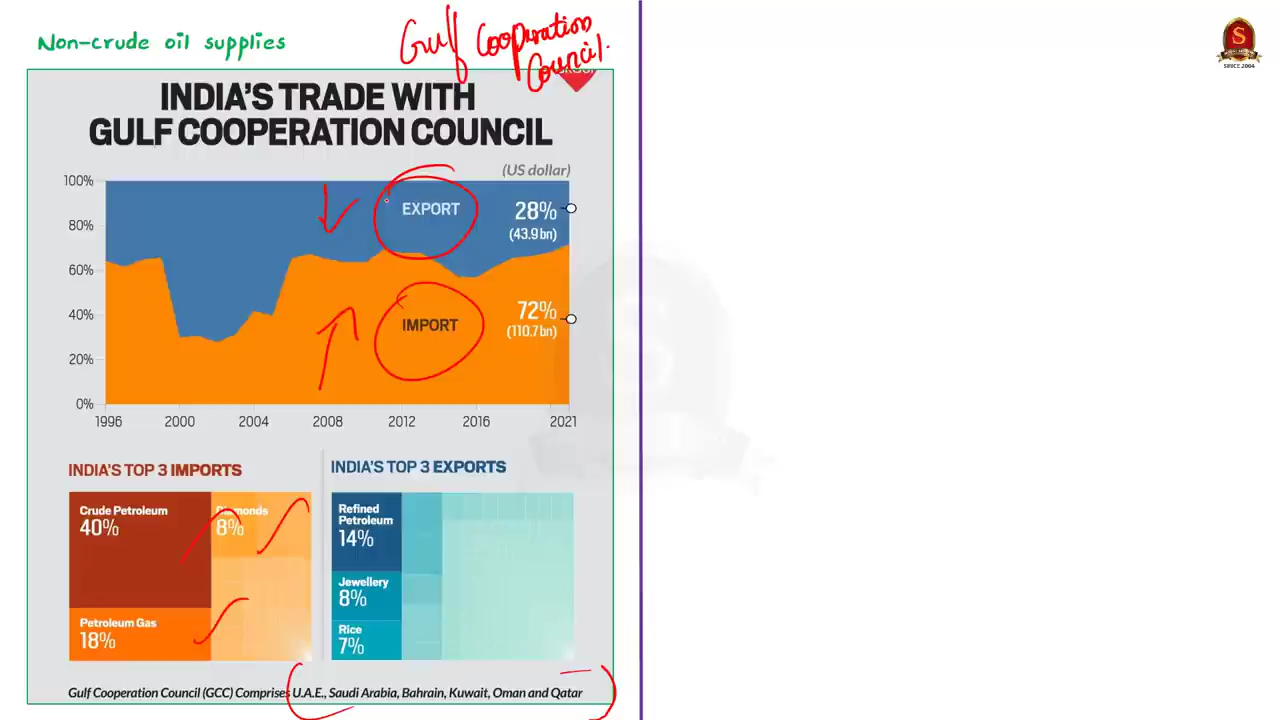 Non-crude oil supplies
Gulf Cooperation
Council.
INDIA'S TRADE WITH
GULF COOPERATION COUNCIL
(US dollar)
100%
80%
60%
40%
20%
0%
EXPORT
28%
(43.9 bn)
IMPORT
72%
(110.7 bn)
1996 2000 2004 2008 2012 2016 2021
INDIA'S TOP 3 IMPORTS
Crude Petroleum
40%
Diamonds
8%
Petroleum Gas
18%
INDIA'S TOP 3 EXPORTS
Refined
Petroleum
14%
Jewellery
8%
Rice
7%
Gulf Cooperation Council (GCC) Comprises U.A.E., Saudi Arabia, Bahrain, Kuwait, Oman and Qatar
S
SINCE 2004